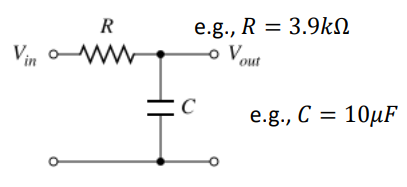 R
e.g., R = 3.9kΩ
V_in
V_out
C
e.g., C = 10μF